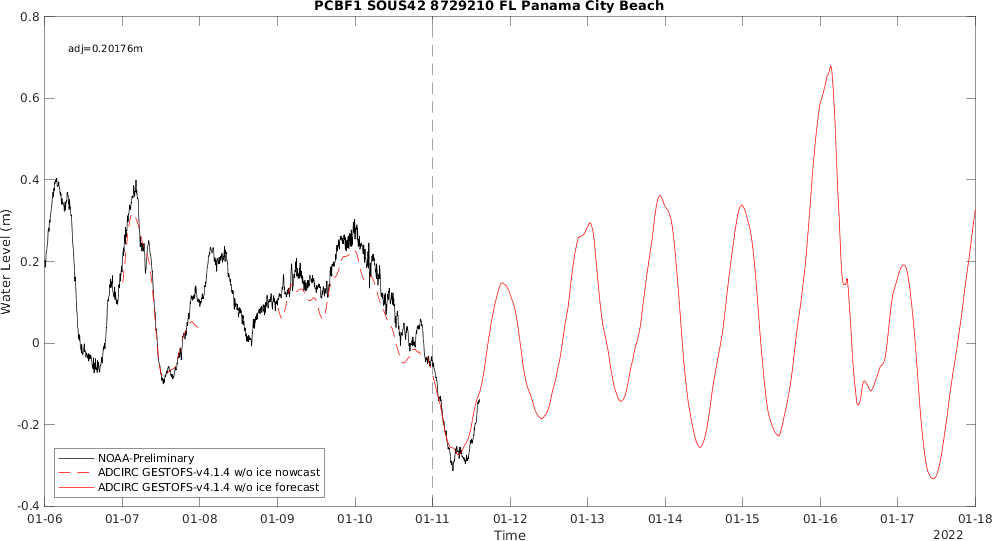 PCBF1 SOUS42 8729210 FL Panama City Beach
adj=0.20176m
0.8
0.6
0.4
0.2
0
-0.2
-0.4
Water Level (m)
NOAA-Preliminary
ADCIRC GESTOFS-v4.1.4 w/o ice nowcast
ADCIRC GESTOFS-v4.1.4 w/o ice forecast
01-06 01-07 01-08 01-09 01-10 01-11 01-12 01-13 01-14 01-15 01-16 01-17 01-18
Time
2022